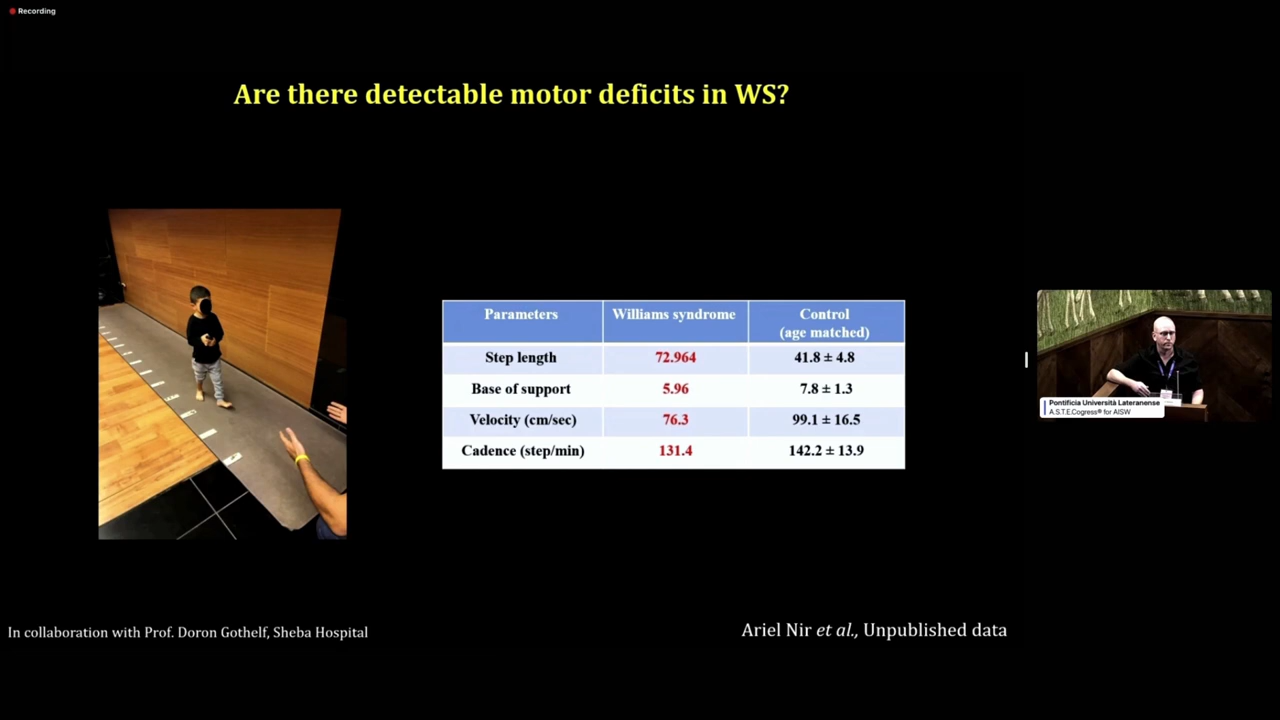 Recording
Are there detectable motor deficits in WS?
Parameters Williams syndrome Control
(age matched)
Step length 72.964 41.8 ± 4.8
Base of support 5.96 7.8 ± 1.3
Velocity (cm/sec) 76.3 99.1 ± 16.5
Cadence (step/min) 131.4 142.2 ± 13.9
Pontificia Università Lateranense
A.S.T.E.Cogress® for AISW
In collaboration with Prof. Doron Gothelf, Sheba Hospital
Ariel Nir et al., Unpublished data